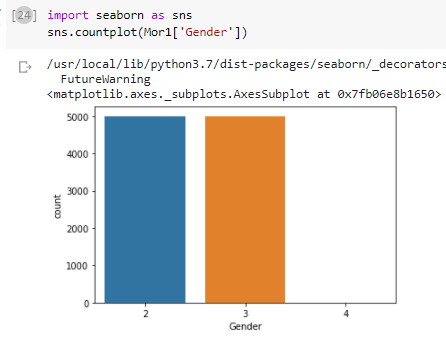 [24] import seaborn as sns
sns.countplot(Mor1['Gender'])
/usr/local/lib/python3.7/dist-packages/seaborn/_decorators
FutureWarning
<matplotlib.axes._subplots.AxesSubplot at 0x7fb06e8b1650>
5000
4000
3000
2000
1000
0
count
2 3 4
Gender